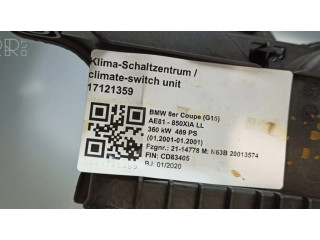 Klima-Schaltzentrum /
climate-switch unit
17121359
BMW 8er Coupe (G15)
AE81 - 850XiA LL
360 kW 489 PS
(01.2001-01.2001)
Fzgnr.: 21-14778 M: N63B 20013574
FIN: CD83405
BJ: 01/2020